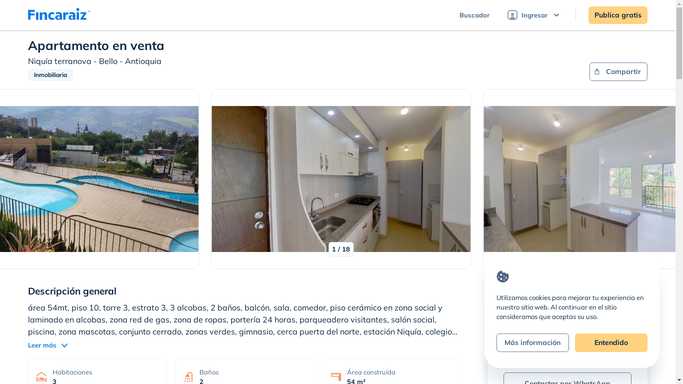 Fincaraiz
Buscador
Ingresar
Publica gratis
Apartamento en venta
Niquía terranova - Bello - Antioquia
Inmobiliaria
Compartir
1 / 18
Descripción general
área 54mt, piso 10, torre 3, estrato 3, 3 alcobas, 2 baños, balcón, sala, comedor, piso cerámico en zona social y
laminado en alcobas, zona red de gas, zona de ropas, portería 24 horas, parqueadero visitantes, salón social,
piscina, zona mascotas, conjunto cerrado, zonas verdes, gimnasio, cerca puerta del norte, estación Niquía, colegio...
Leer más
Habitaciones
3
Baños
2
Área construida
54 m²
Utilizamos cookies para mejorar tu experiencia en
nuestro sitio web. Al continuar en el sitio
consideramos que aceptas su uso.
Más información
Entendido
Contactar por WhatsApp